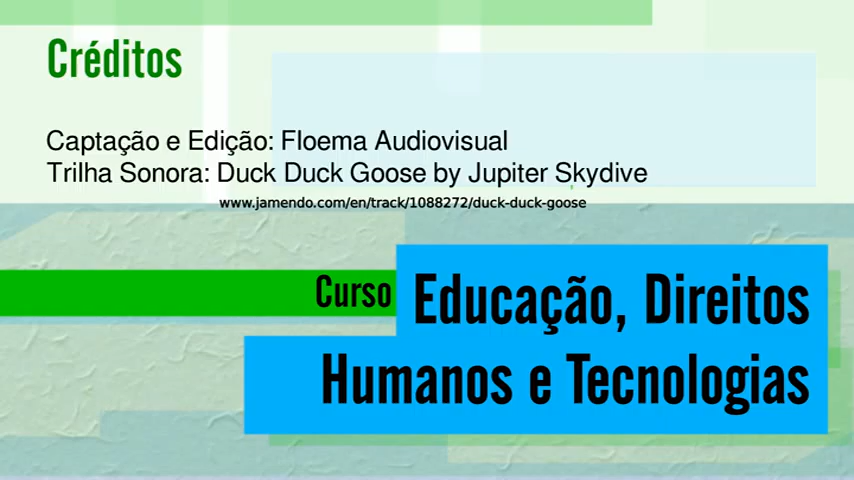 Créditos
Captação e Edição: Floema Audiovisual
Trilha Sonora: Duck Duck Goose by Jupiter Skydive
www.jamendo.com/en/track/1088272/duck-duck-goose
Curso Educação, Direitos
Humanos e Tecnologias